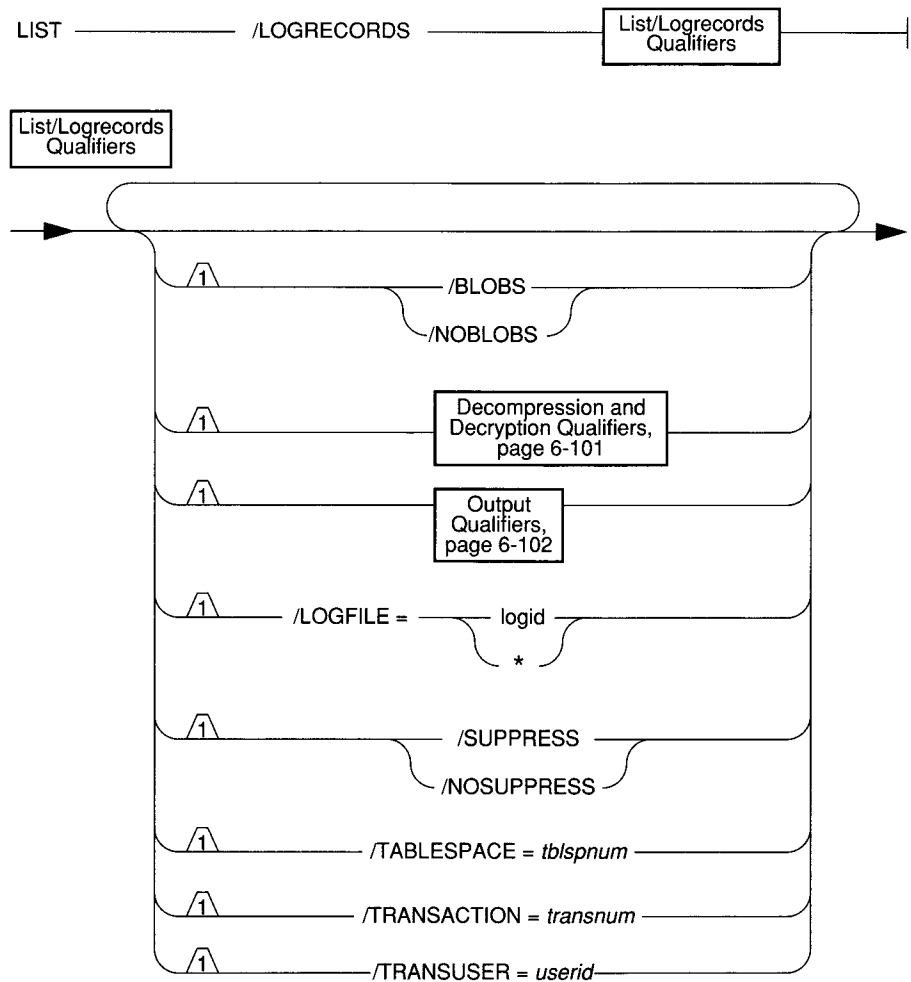 LIST /LOGRECORDS List/Logrecords
Qualifiers
List/Logrecords
Qualifiers
1
/BLOBS
/NOBLOBS
1
Decompression and
Decryption Qualifiers,
page 6-101
1
Output
Qualifiers,
page 6-102
1 /LOGFILE = logid
*
1
/SUPPRESS
/NOSUPPRESS
1 /TABLESPACE = tblspnum
1 /TRANSACTION = transnum
1 /TRANSUSER = userid